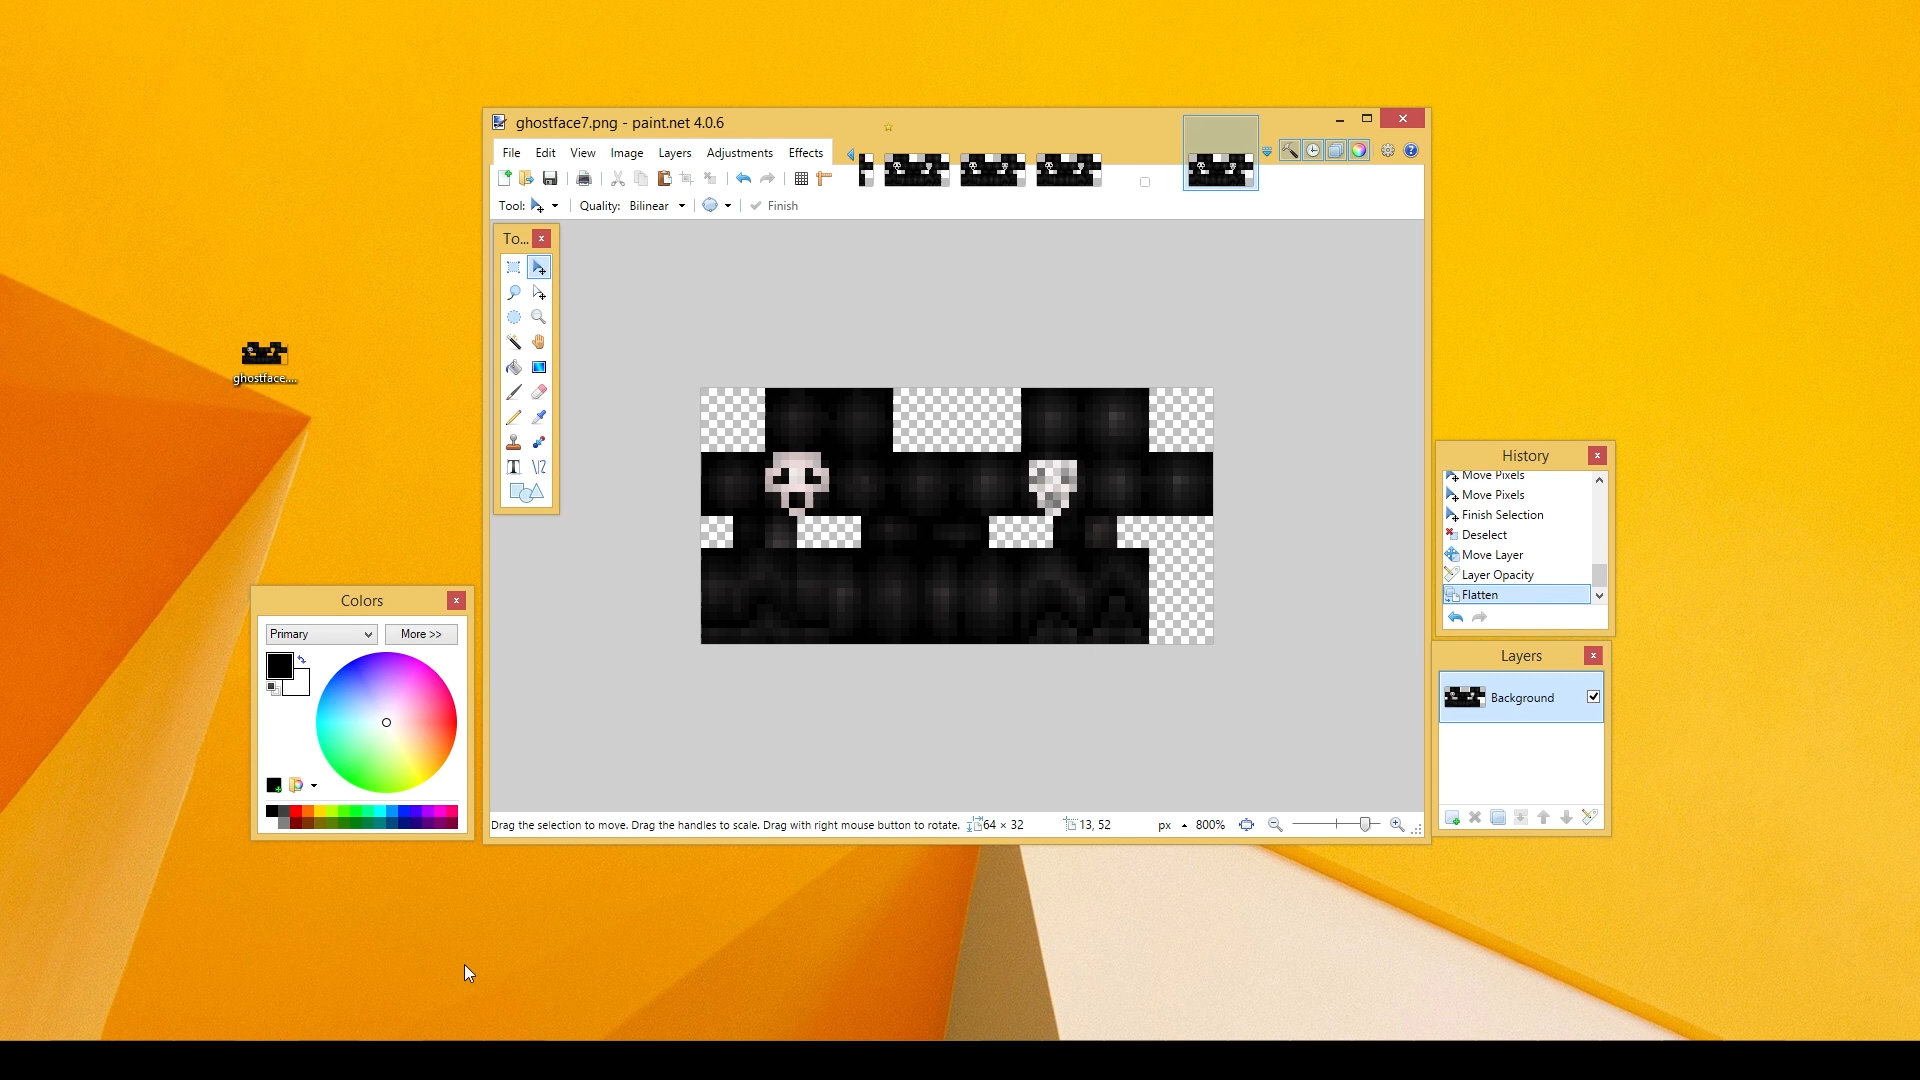 ghostface7.png - paint.net 4.0.6
File Edit View Image Layers Adjustments Effects
Tool: Quality: Bilinear Finish
To...
ghostface....
History
Move Pixels
Move Pixels
Finish Selection
Deselect
Move Layer
Layer Opacity
Flatten
Colors
Primary More >>
Layers
Background
Drag the selection to move. Drag the handles to scale. Drag with right mouse button to rotate. 64 × 32 13, 52 px 800%